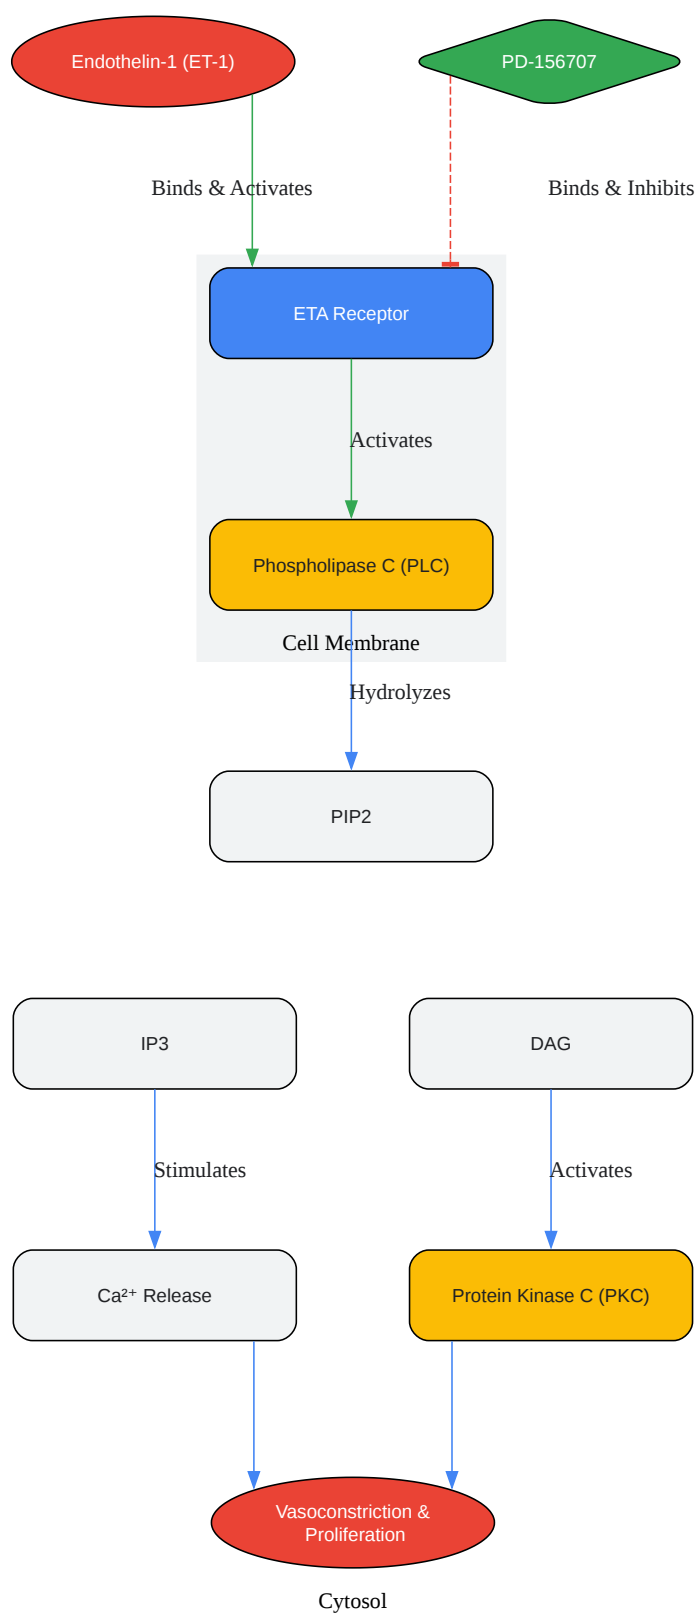 Endothelin-1 (ET-1)
PD-156707
Binds & Activates
Binds & Inhibits
ETA Receptor
Activates
Phospholipase C (PLC)
Cell Membrane
Hydrolyzes
PIP2
IP3
DAG
Stimulates
Activates
Ca²⁺ Release
Protein Kinase C (PKC)
Vasoconstriction &
Proliferation
Cytosol